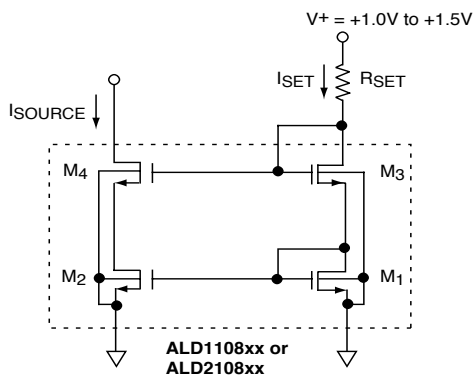 V+ = +1.0V to +1.5V
ISET
RSET
ISOURCE
M4
M3
M2
M1
ALD1108xx or
ALD2108xx